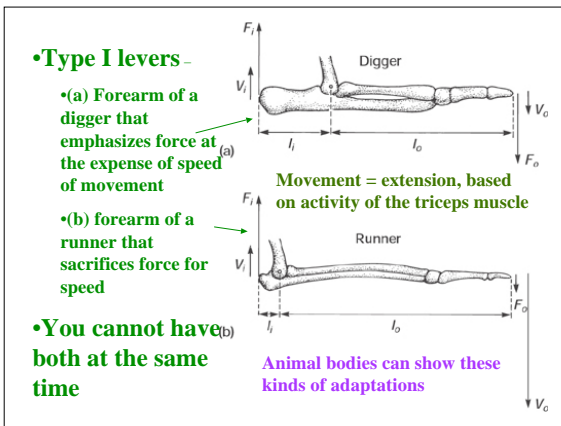 •Type I levers –
•(a) Forearm of a
digger that
emphasizes force at
the expense of speed
of movement
•(b) forearm of a
runner that
sacrifices force for
speed
•You cannot have
both at the same
time
Fi
Digger
Vi
Vo
li
lo
(a)
Fo
Movement = extension, based
on activity of the triceps muscle
Fi
Runner
Vi
Fo
li
lo
(b)
Animal bodies can show these
kinds of adaptations
Vo